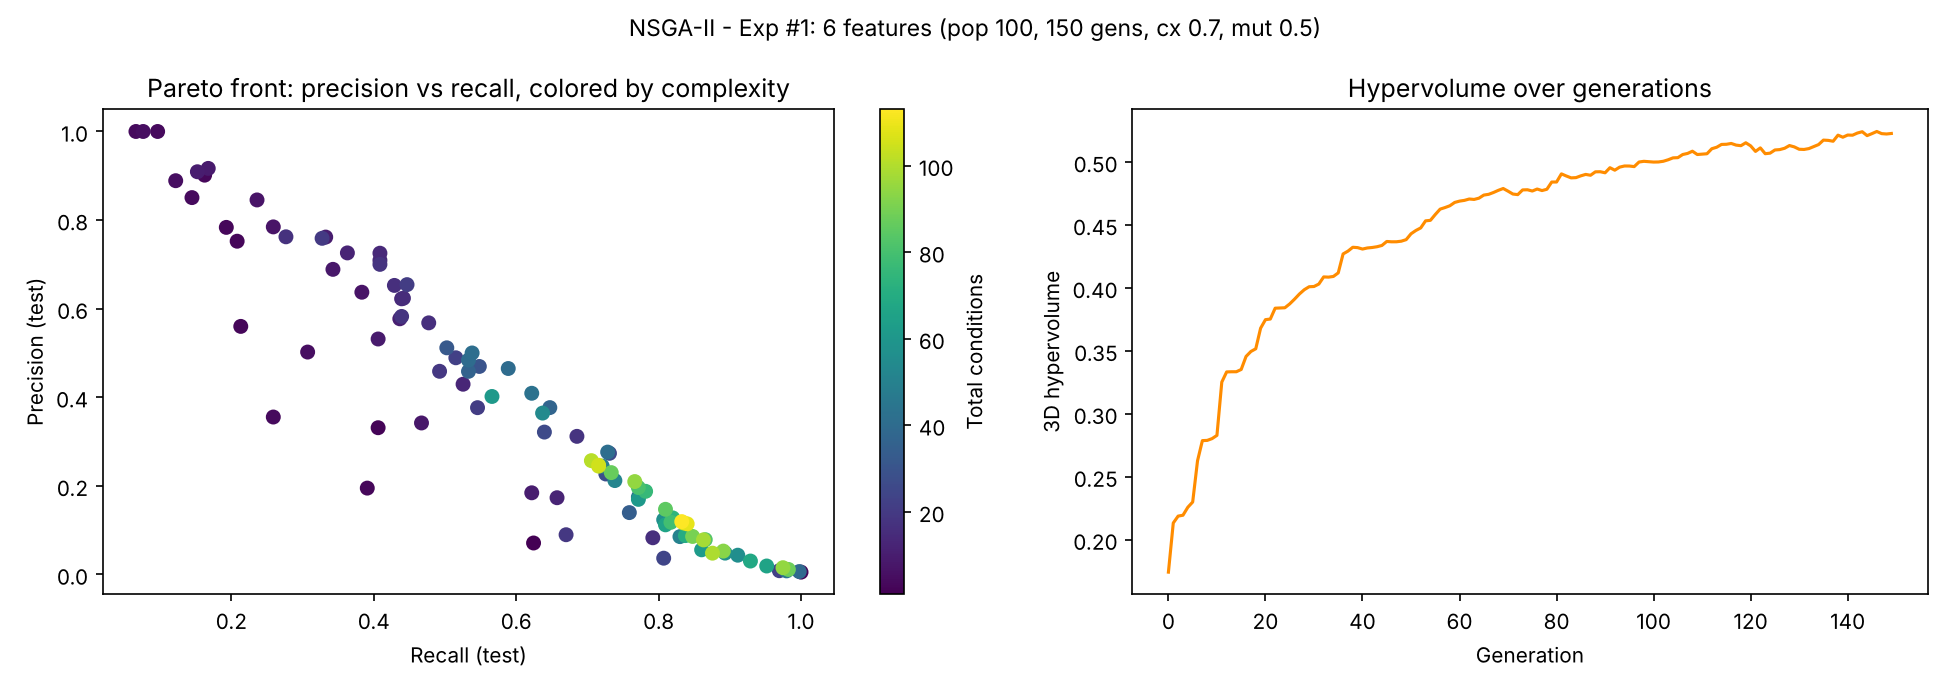 NSGA-II - Exp #1: 6 features (pop 100, 150 gens, cx 0.7, mut 0.5)
Pareto front: precision vs recall, colored by complexity
1.0
0.8
0.6
0.4
0.2
0.0
Precision (test)
0.2 0.4 0.6 0.8 1.0
Recall (test)
100
80
60
40
20
Total conditions
Hypervolume over generations
0.50
0.45
0.40
0.35
0.30
0.25
0.20
3D hypervolume
0 20 40 60 80 100 120 140
Generation